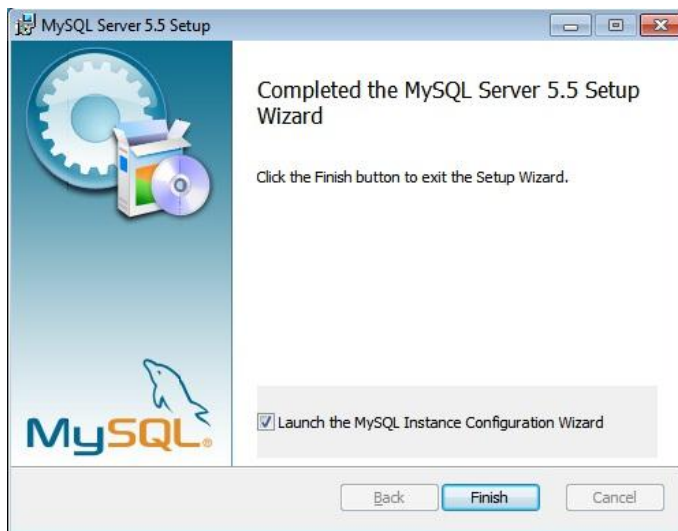 MySQL Server 5.5 Setup
Completed the MySQL Server 5.5 Setup
Wizard
Click the Finish button to exit the Setup Wizard.
MySQL®
Launch the MySQL Instance Configuration Wizard
Back Finish Cancel